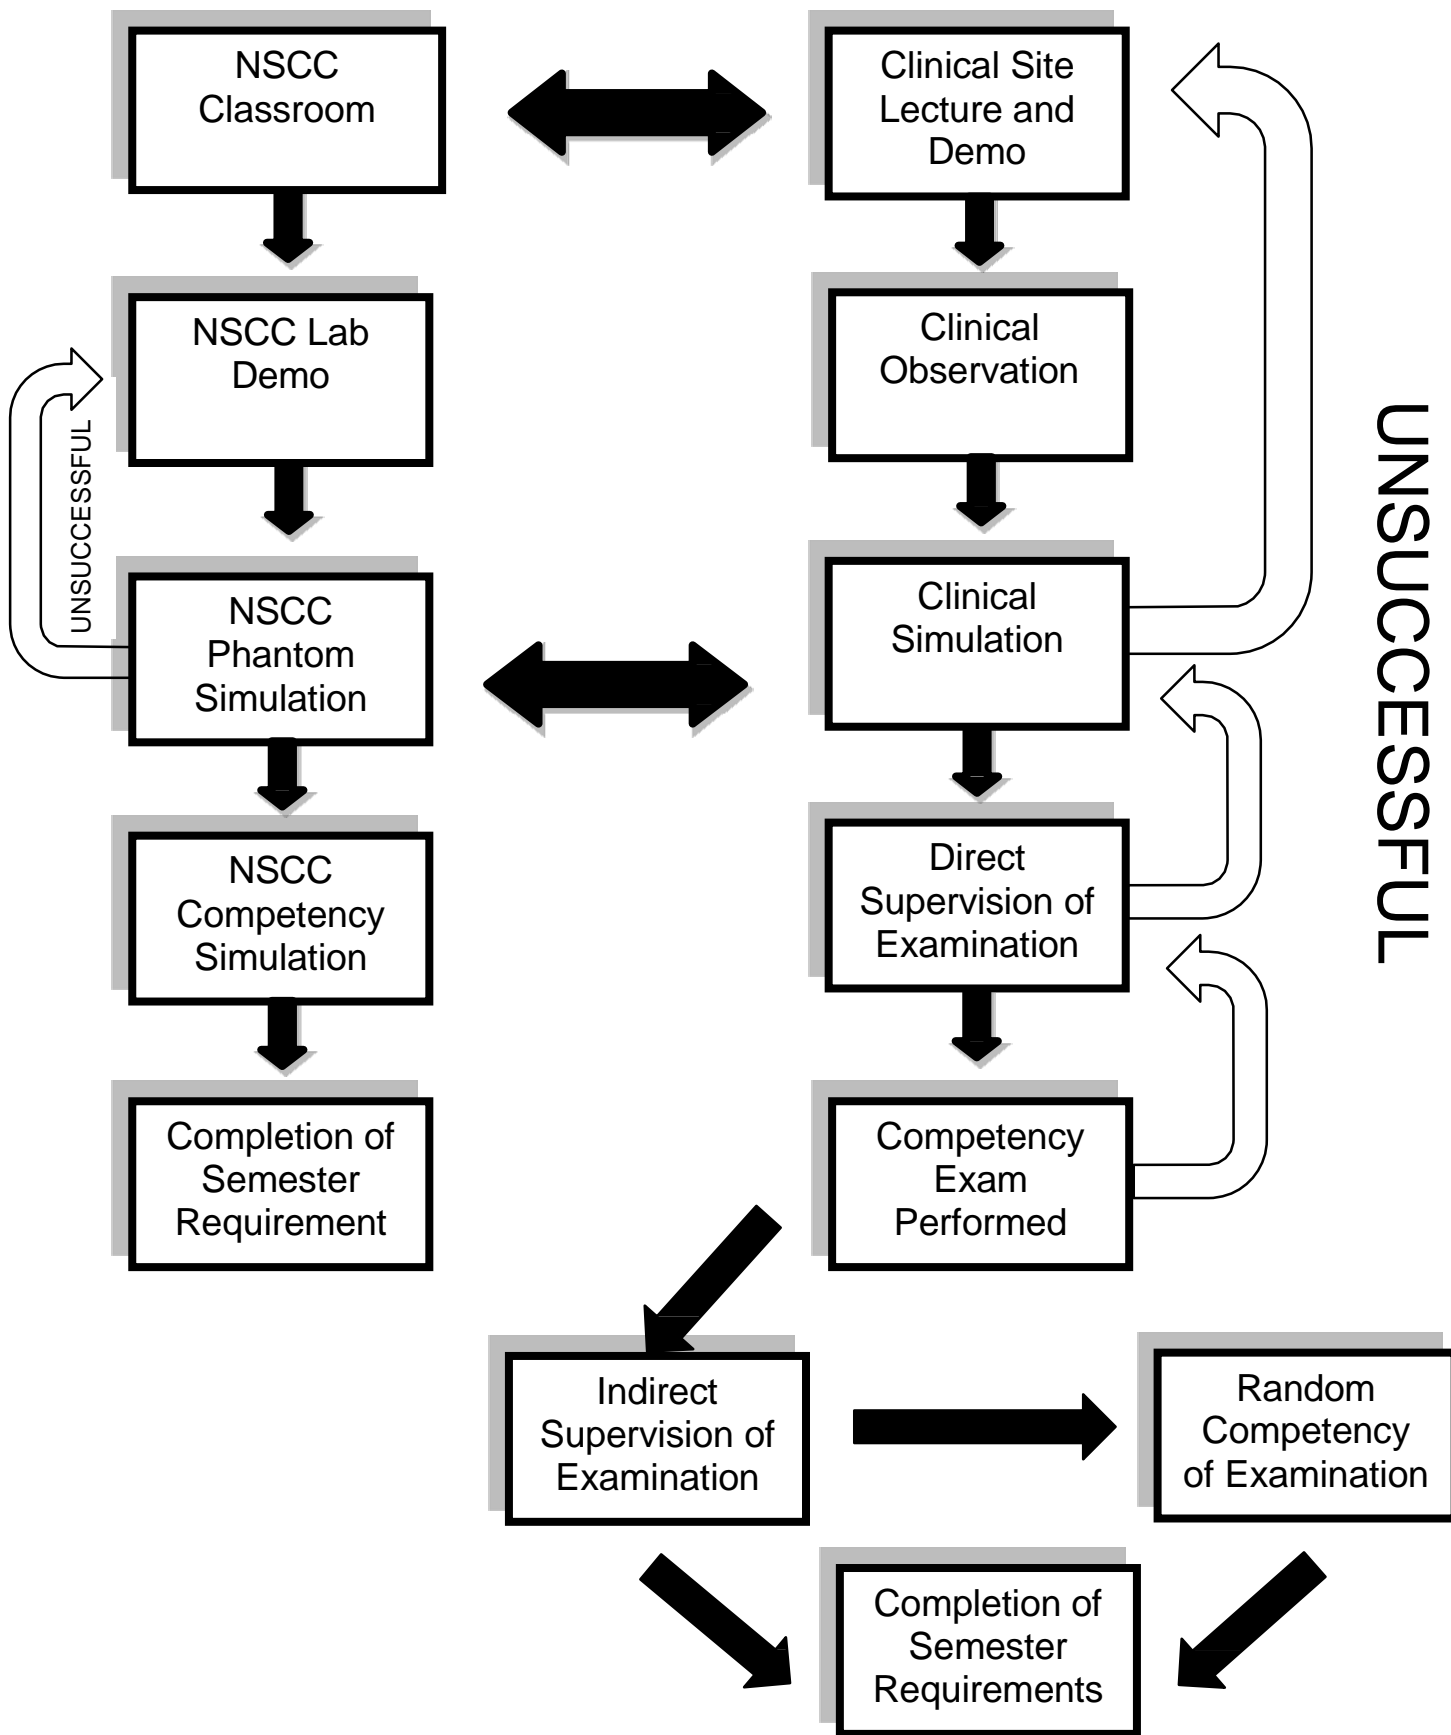 NSCC
Classroom
Clinical Site
Lecture and
Demo
NSCC Lab
Demo
Clinical
Observation
UNSUCCESSFUL
UNSUCCESSFUL
NSCC
Phantom
Simulation
Clinical
Simulation
NSCC
Competency
Simulation
Direct
Supervision of
Examination
Completion of
Semester
Requirement
Competency
Exam
Performed
Indirect
Supervision of
Examination
Random
Competency
of Examination
Completion of
Semester
Requirements